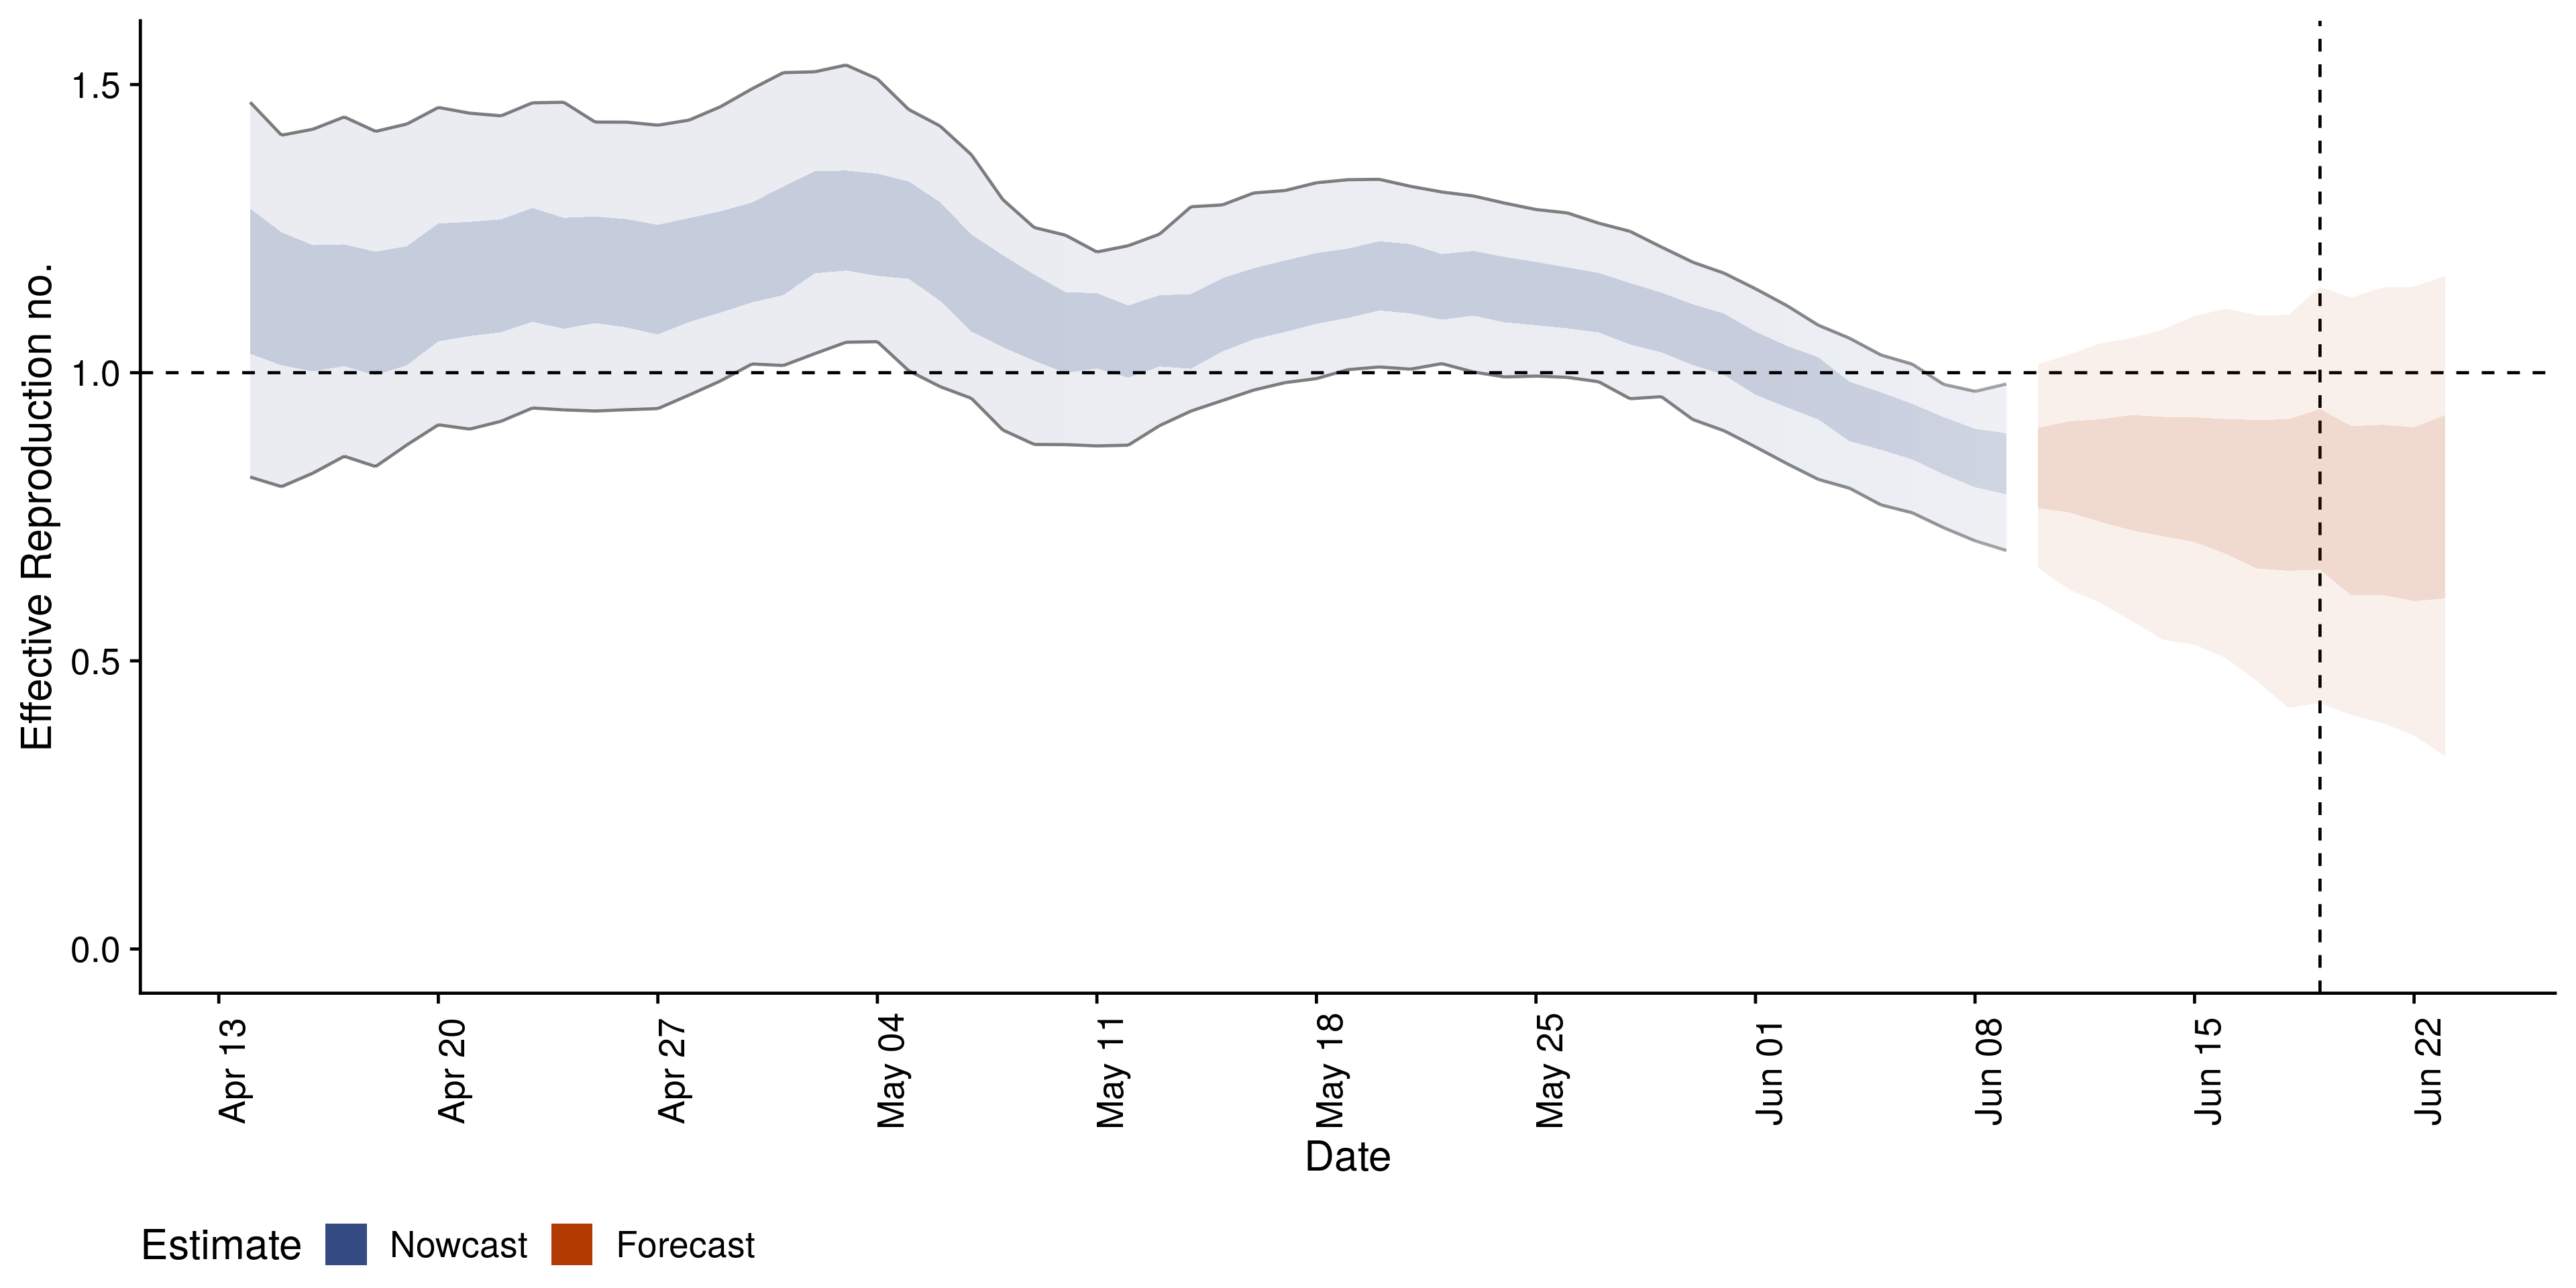 Effective Reproduction no.
1.5
1.0
0.5
0.0
Apr 13
Apr 20
Apr 27
May 04
May 11
May 18
May 25
Jun 01
Jun 08
Jun 15
Jun 22
Date
Estimate Nowcast Forecast